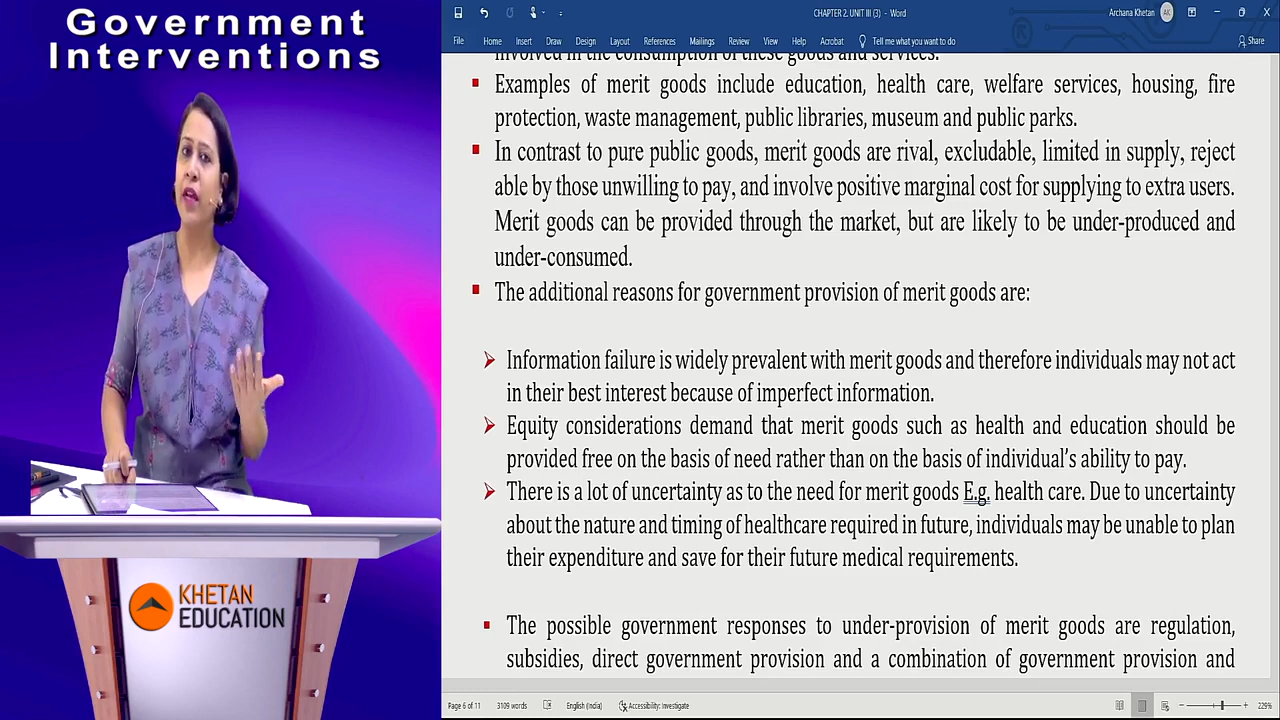 Government
Interventions
KHETAN
EDUCATION
CHAPTER 2. UNIT III (3) - Word
Archana Khetan
AK
File Home Insert Draw Design Layout References Mailings Review View Help Acrobat Tell me what you want to do Share
involved in the consumption of these goods and services.
Examples of merit goods include education, health care, welfare services, housing, fire
protection, waste management, public libraries, museum and public parks.
In contrast to pure public goods, merit goods are rival, excludable, limited in supply, reject
able by those unwilling to pay, and involve positive marginal cost for supplying to extra users.
Merit goods can be provided through the market, but are likely to be under-produced and
under-consumed.
The additional reasons for government provision of merit goods are:
Information failure is widely prevalent with merit goods and therefore individuals may not act
in their best interest because of imperfect information.
Equity considerations demand that merit goods such as health and education should be
provided free on the basis of need rather than on the basis of individual's ability to pay.
There is a lot of uncertainty as to the need for merit goods E.g. health care. Due to uncertainty
about the nature and timing of healthcare required in future, individuals may be unable to plan
their expenditure and save for their future medical requirements.
The possible government responses to under-provision of merit goods are regulation,
subsidies, direct government provision and a combination of government provision and
Page 6 of 11 3109 words English (India) Accessibility: Investigate 229%